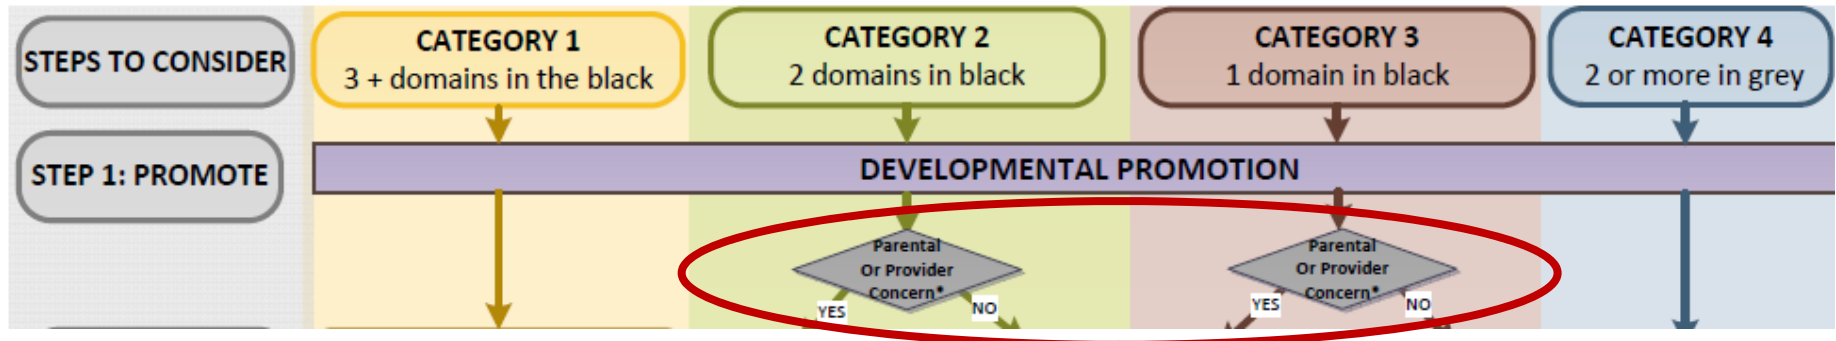 STEPS TO CONSIDER
CATEGORY 1
3 + domains in the black
CATEGORY 2
2 domains in black
CATEGORY 3
1 domain in black
CATEGORY 4
2 or more in grey
STEP 1: PROMOTE
DEVELOPMENTAL PROMOTION
Parental
Or Provider
Concern*
YES
NO
Parental
Or Provider
Concern*
YES
NO